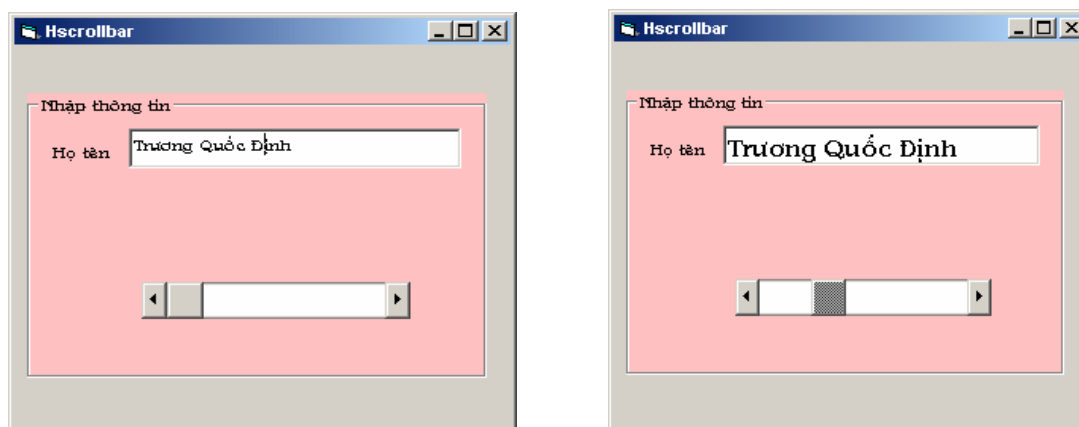 Hscrollbar
Nhập thông tin
Họ tên Trương Quốc Định
Hscrollbar
Nhập thông tin
Họ tên Trương Quốc Định